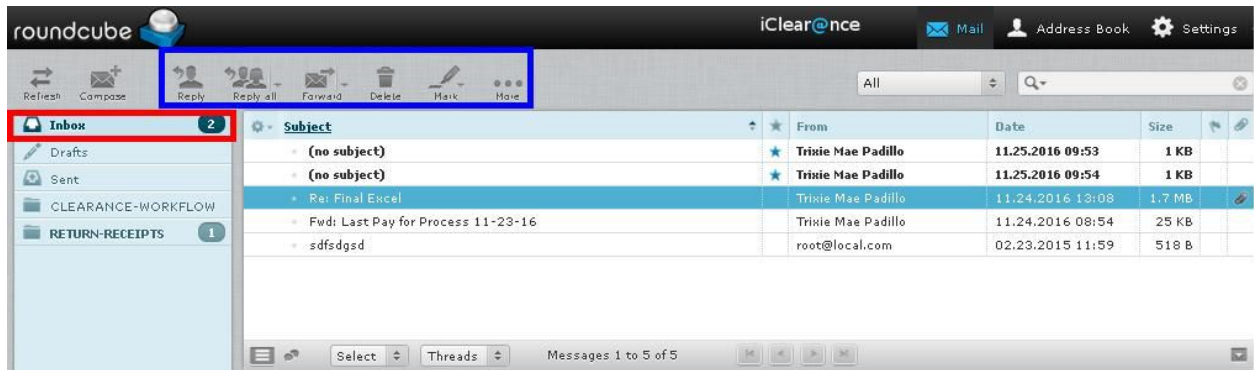 roundcube iClear@nce Mail Address Book Settings
Refresh Compose Reply Reply all Forward Delete Mark More All
Inbox 2 Subject From Date Size
Drafts (no subject) Trixie Mae Padillo 11.25.2016 09:53 1 KB
Sent (no subject) Trixie Mae Padillo 11.25.2016 09:54 1 KB
CLEARANCE-WORKFLOW Re: Final Excel Trixie Mae Padillo 11.24.2016 13:08 1.7 MB
RETURN-RECEIPTS 1 Fwd: Last Pay for Process 11-23-16 Trixie Mae Padillo 11.24.2016 08:54 25 KB
sdfsdgsd root@local.com 02.23.2015 11:59 518 B
Select Threads Messages 1 to 5 of 5